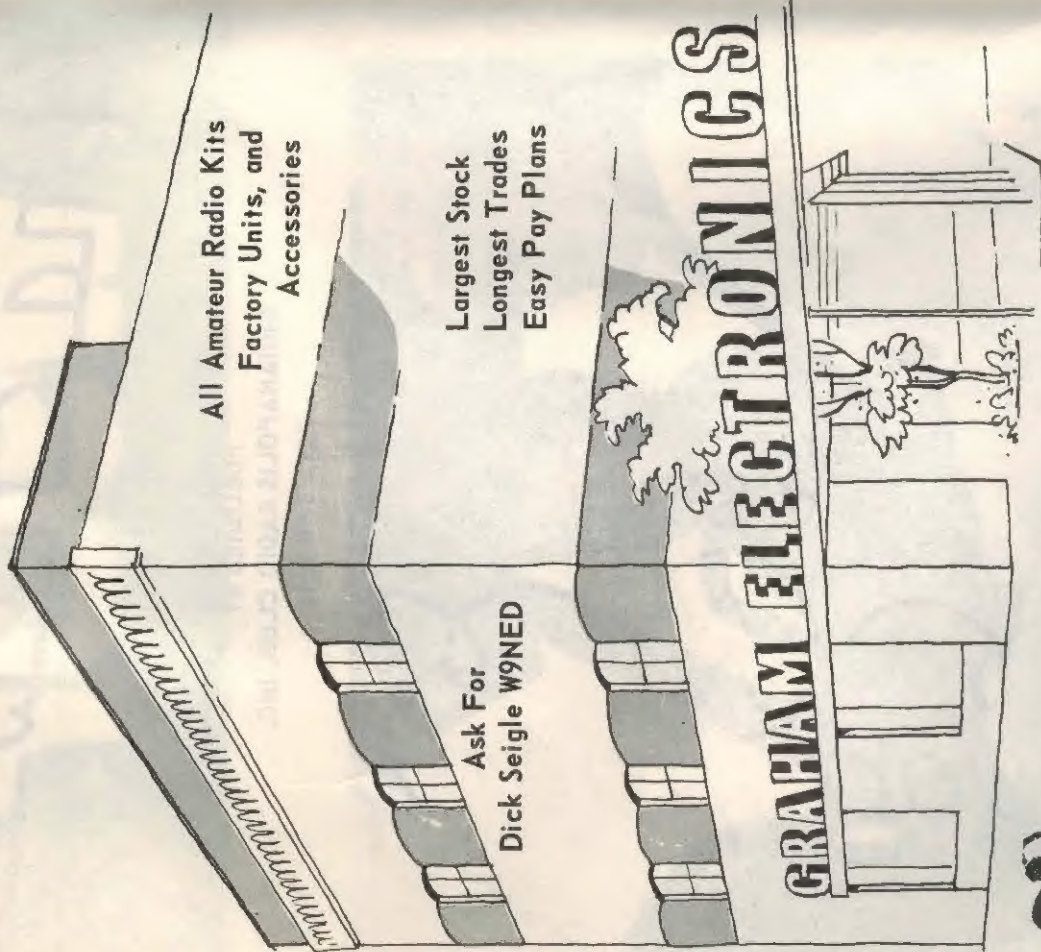 All Amateur Radio Kits
Factory Units, and
Accessories
Largest Stock
Longest Trades
Easy Pay Plans
Ask For
Dick Seigle W9NED
GRAHAM ELECTRONICS